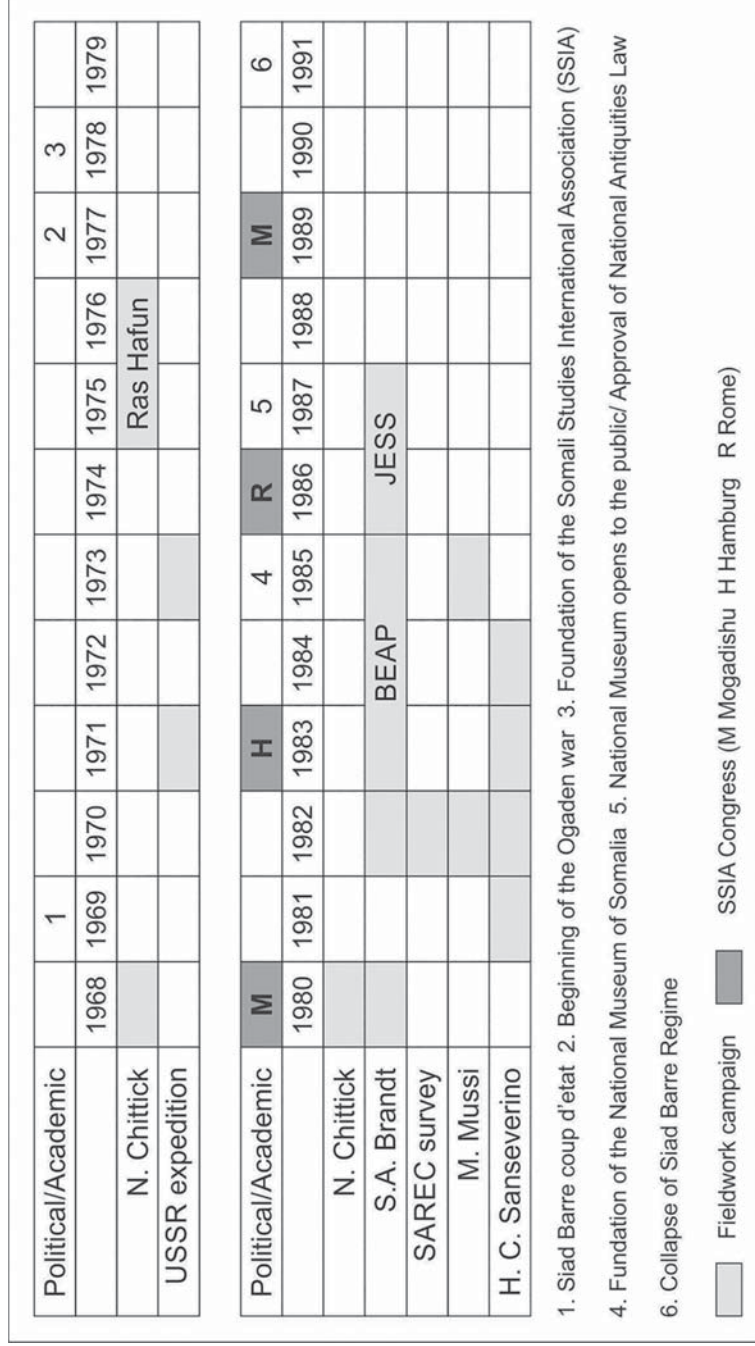 Political/Academic 1 2 3
1968 1969 1970 1971 1972 1973 1974 1975 1976 1977 1978 1979
N. Chittick Ras Hafun
USSR expedition
Political/Academic M H 4 R 5 M 6
1980 1981 1982 1983 1984 1985 1986 1987 1988 1989 1990 1991
N. Chittick
S.A. Brandt BEAP JESS
SAREC survey
M. Mussi
H. C. Sanseverino
1. Siad Barre coup d'etat 2. Beginning of the Ogaden war 3. Foundation of the Somali Studies International Association (SSIA)
4. Fundation of the National Museum of Somalia 5. National Museum opens to the public/ Approval of National Antiquities Law
6. Collapse of Siad Barre Regime
Fieldwork campaign SSIA Congress (M Mogadishu H Hamburg R Rome)